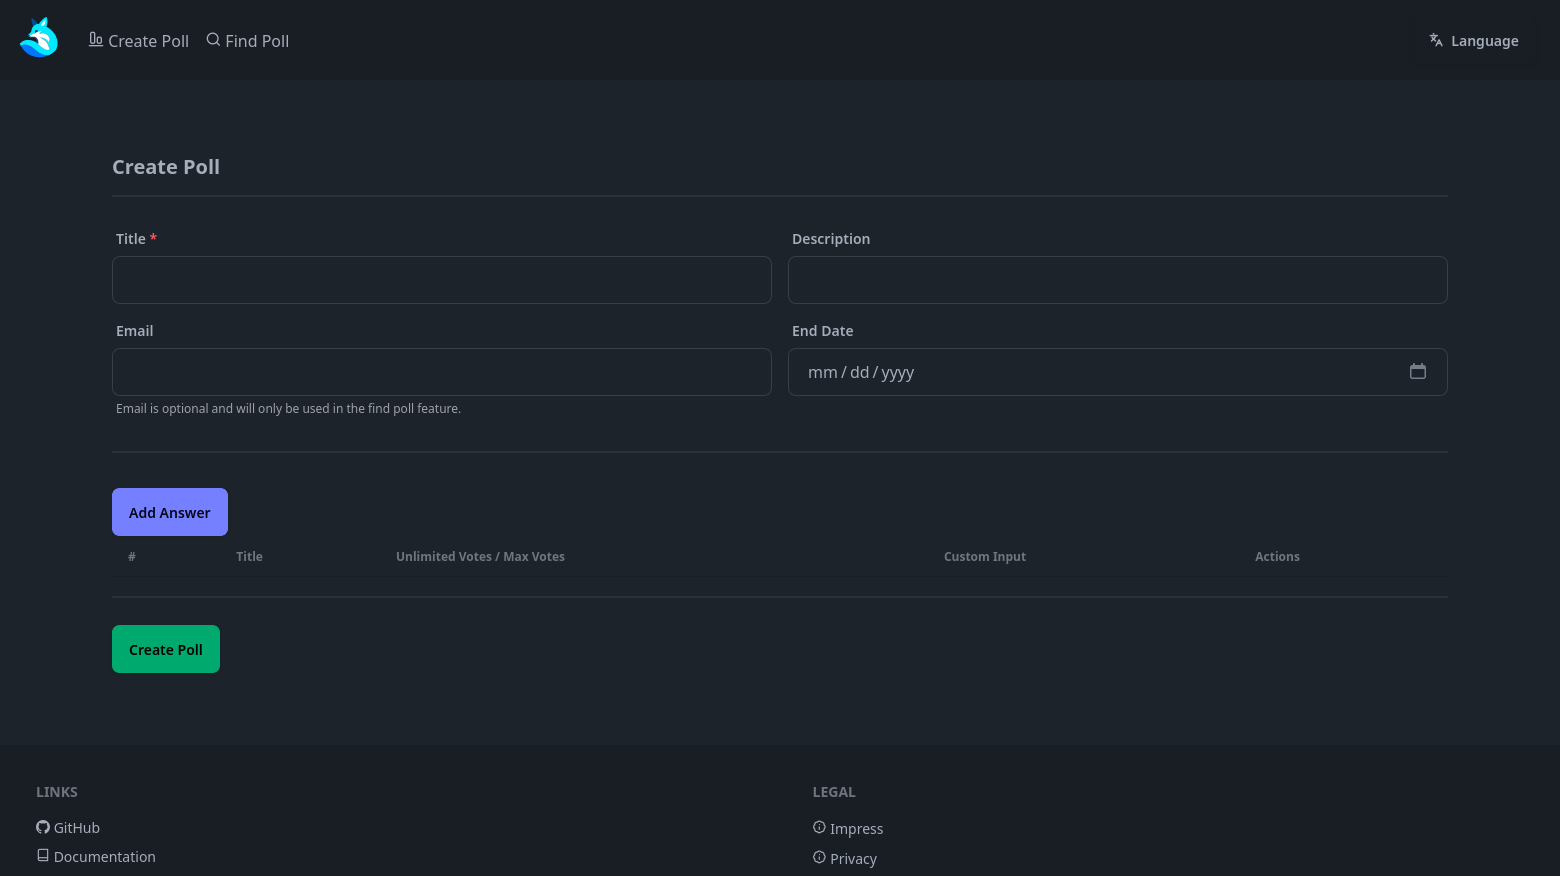 Create Poll
Find Poll
Language
Create Poll
Title *
Description
Email
End Date
mm / dd / yyyy
Email is optional and will only be used in the find poll feature.
Add Answer
# Title Unlimited Votes / Max Votes Custom Input Actions
Create Poll
LINKS
GitHub
Documentation
LEGAL
Impress
Privacy